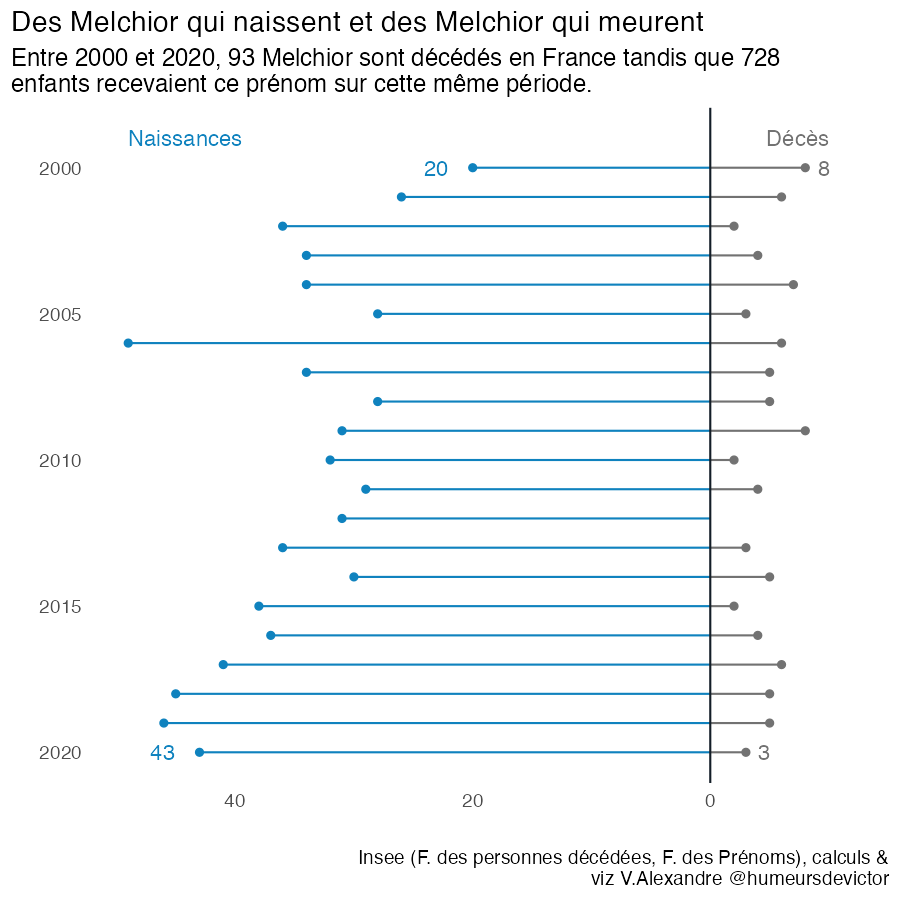 Des Melchior qui naissent et des Melchior qui meurent
Entre 2000 et 2020, 93 Melchior sont décédés en France tandis que 728
enfants recevaient ce prénom sur cette même période.
Naissances
Décès
2000
20
8
2005
2010
2015
2020
43
3
40
20
0
Insee (F. des personnes décédées, F. des Prénoms), calculs &
viz V.Alexandre @humeursdevictor